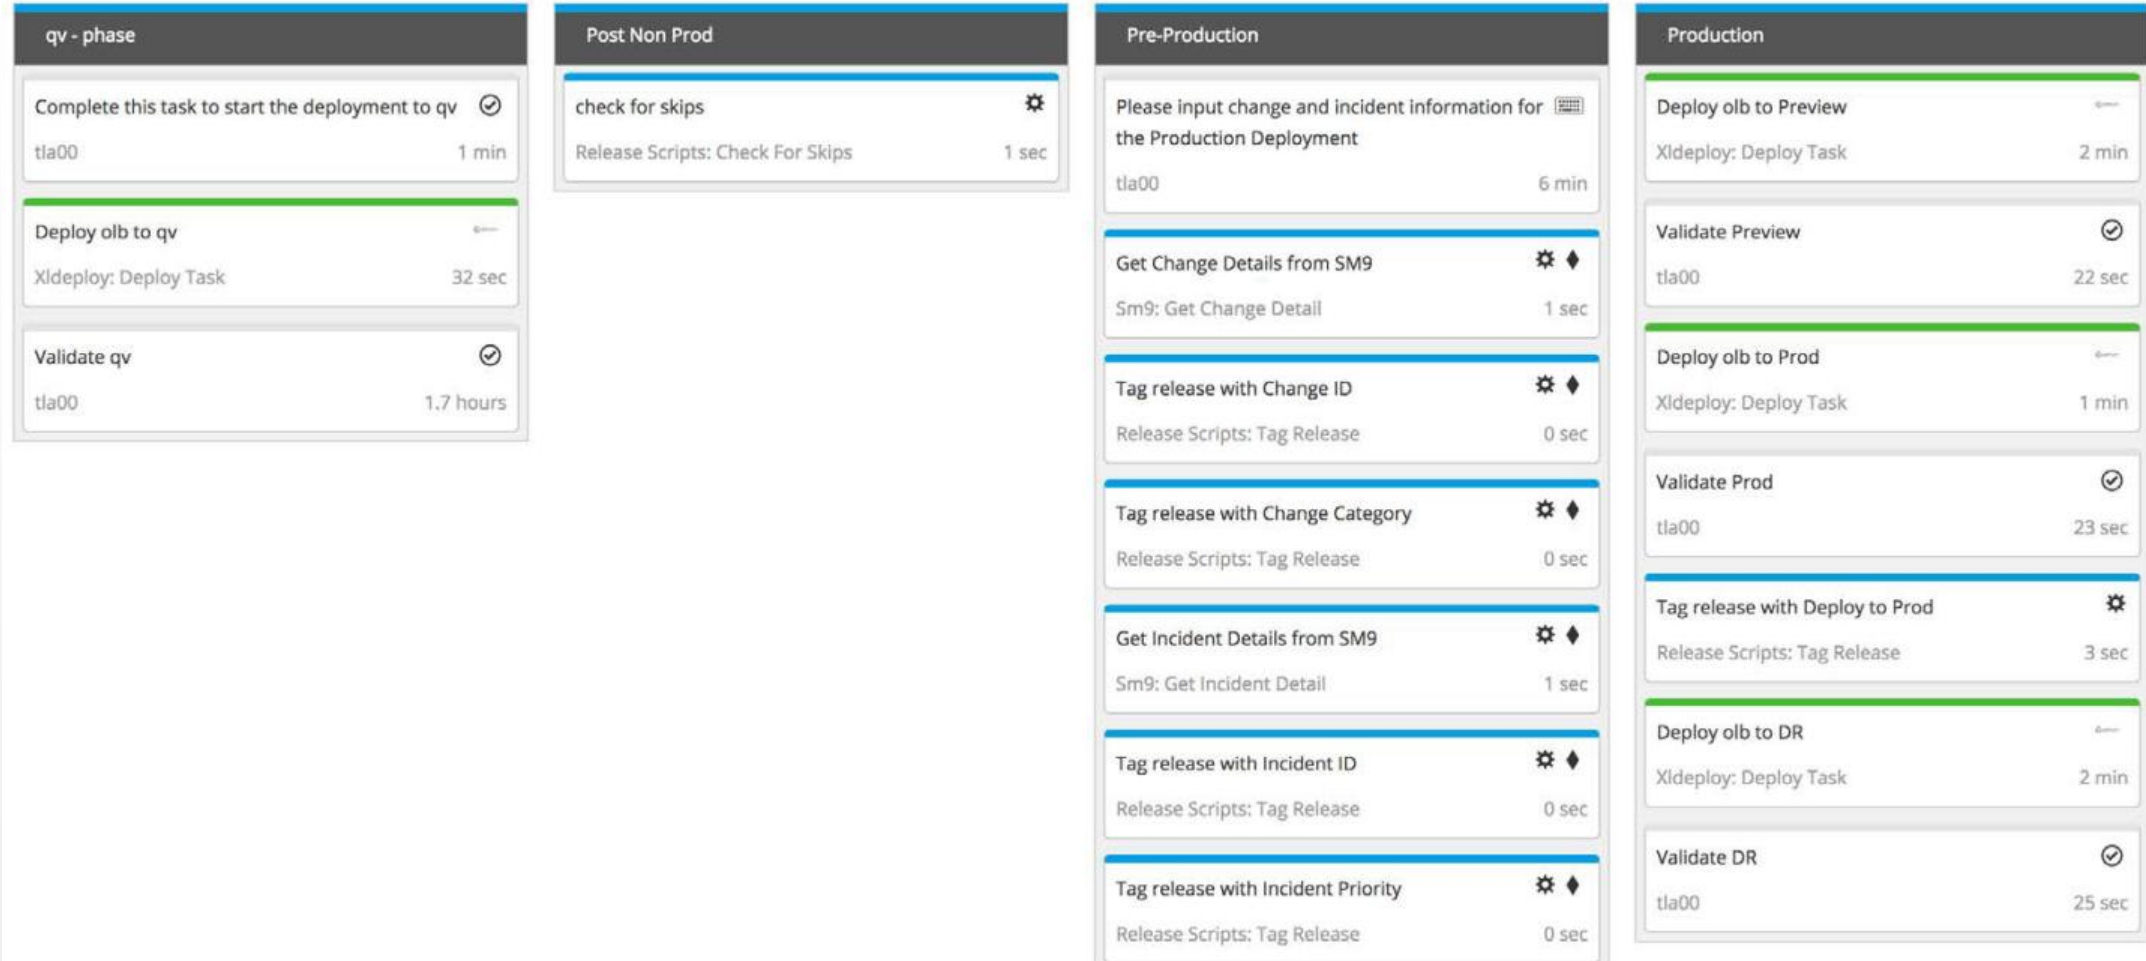 qv - phase
Complete this task to start the deployment to qv
tla00 1 min
Deploy olb to qv
Xldeploy: Deploy Task 32 sec
Validate qv
tla00 1.7 hours
Post Non Prod
check for skips
Release Scripts: Check For Skips 1 sec
Pre-Production
Please input change and incident information for
the Production Deployment
tla00 6 min
Get Change Details from SM9
Sm9: Get Change Detail 1 sec
Tag release with Change ID
Release Scripts: Tag Release 0 sec
Tag release with Change Category
Release Scripts: Tag Release 0 sec
Get Incident Details from SM9
Sm9: Get Incident Detail 1 sec
Tag release with Incident ID
Release Scripts: Tag Release 0 sec
Tag release with Incident Priority
Release Scripts: Tag Release 0 sec
Production
Deploy olb to Preview
Xldeploy: Deploy Task 2 min
Validate Preview
tla00 22 sec
Deploy olb to Prod
Xldeploy: Deploy Task 1 min
Validate Prod
tla00 23 sec
Tag release with Deploy to Prod
Release Scripts: Tag Release 3 sec
Deploy olb to DR
Xldeploy: Deploy Task 2 min
Validate DR
tla00 25 sec